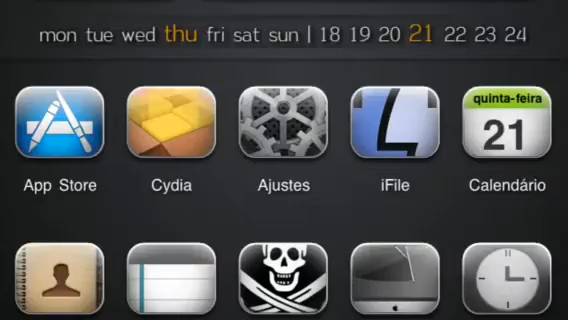 mon tue wed thu fri sat sun | 18 19 20 21 22 23 24
quinta-feira
21
App Store Cydia Ajustes iFile Calendário